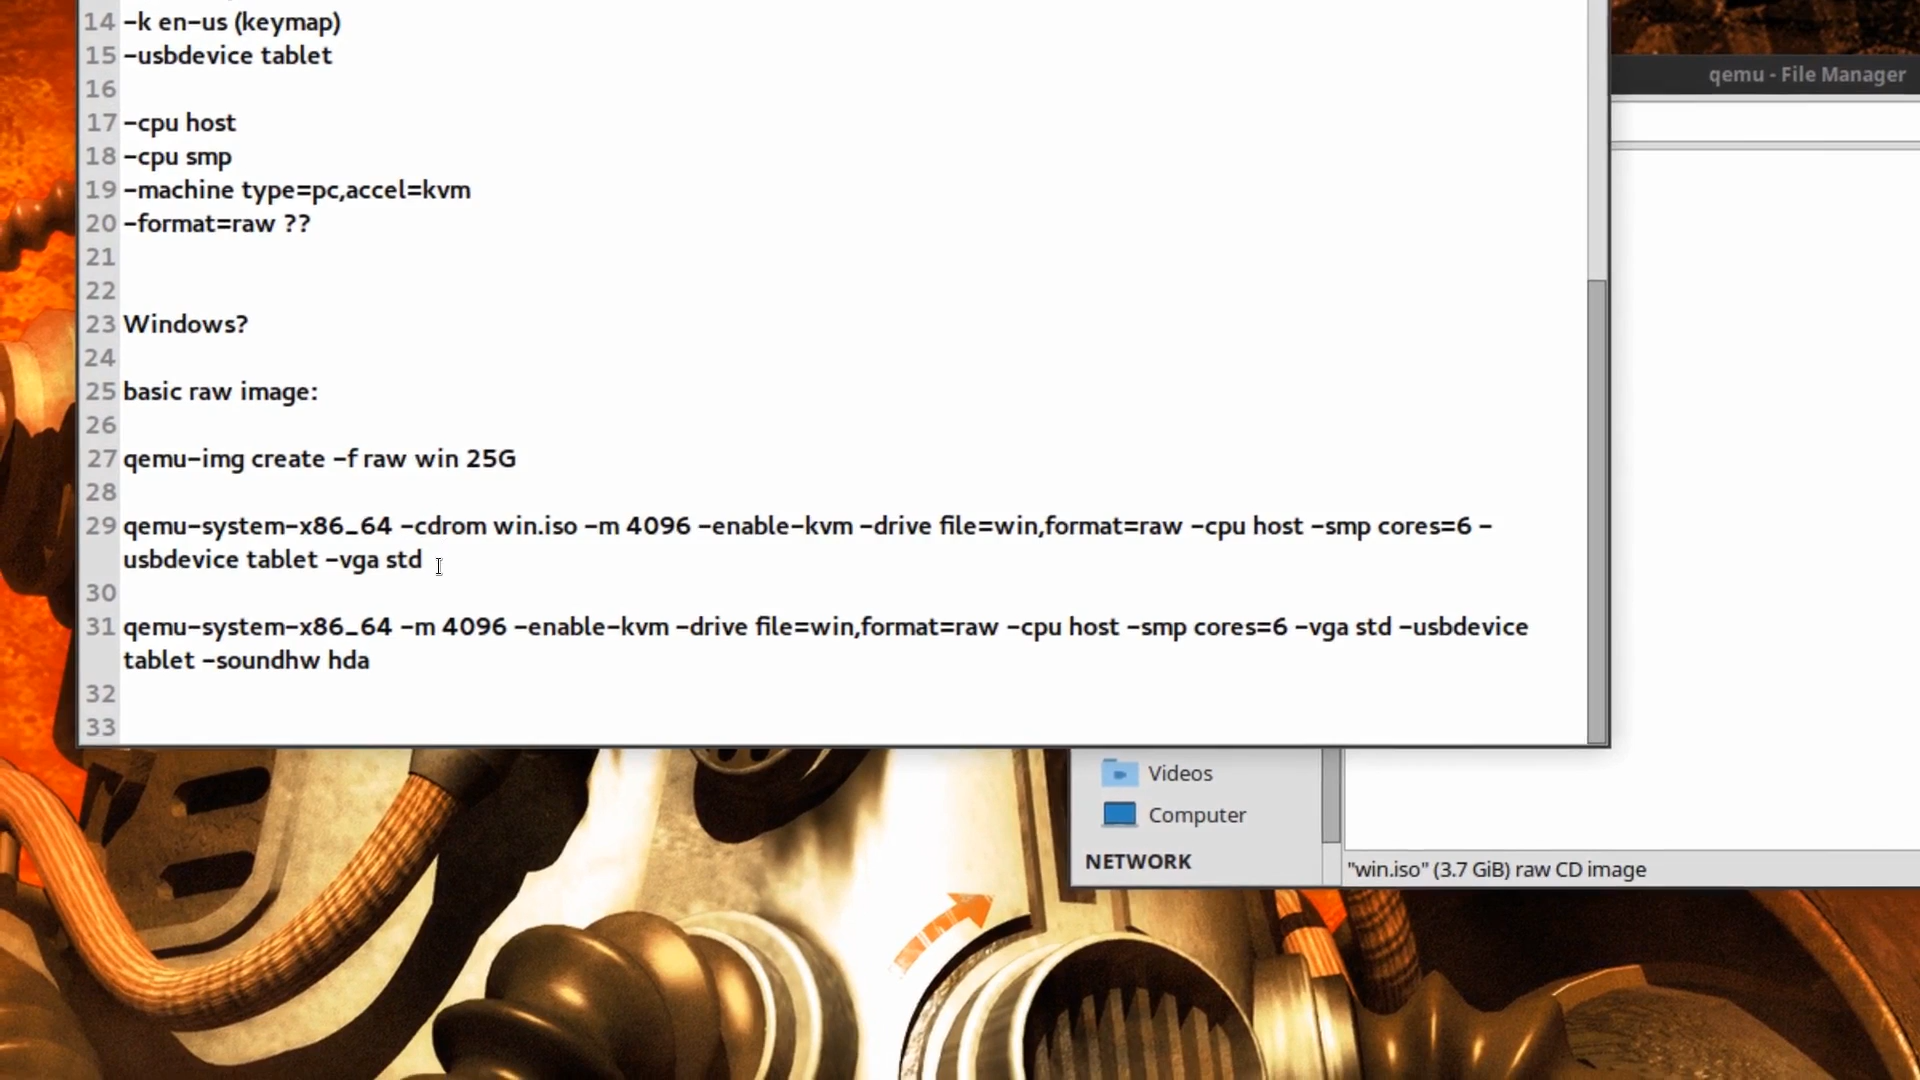 14 -k en-us (keymap)
15 -usbdevice tablet
16
17 -cpu host
18 -cpu smp
19 -machine type=pc,accel=kvm
20 -format=raw ??
21
22
23 Windows?
24
25 basic raw image:
26
27 qemu-img create -f raw win 25G
28
29 qemu-system-x86_64 -cdrom win.iso -m 4096 -enable-kvm -drive file=win,format=raw -cpu host -smp cores=6 -
usbdevice tablet -vga std
30
31 qemu-system-x86_64 -m 4096 -enable-kvm -drive file=win,format=raw -cpu host -smp cores=6 -vga std -usbdevice
tablet -soundhw hda
32
33
qemu - File Manager
Videos
Computer
NETWORK
"win.iso" (3.7 GiB) raw CD image